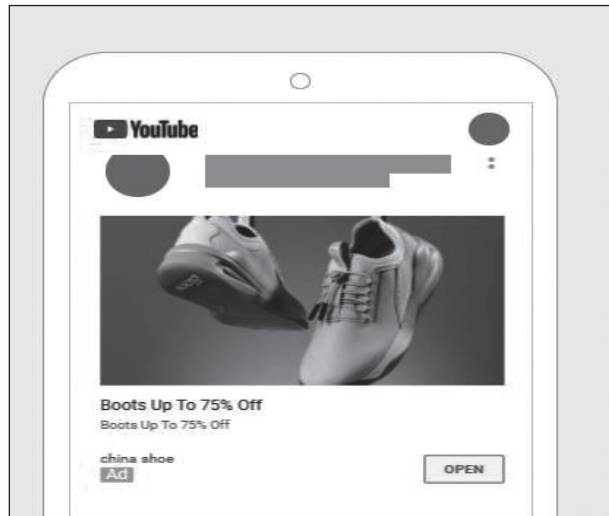 YouTube
Boots Up To 75% Off
Boots Up To 75% Off
china shoe
Ad
OPEN